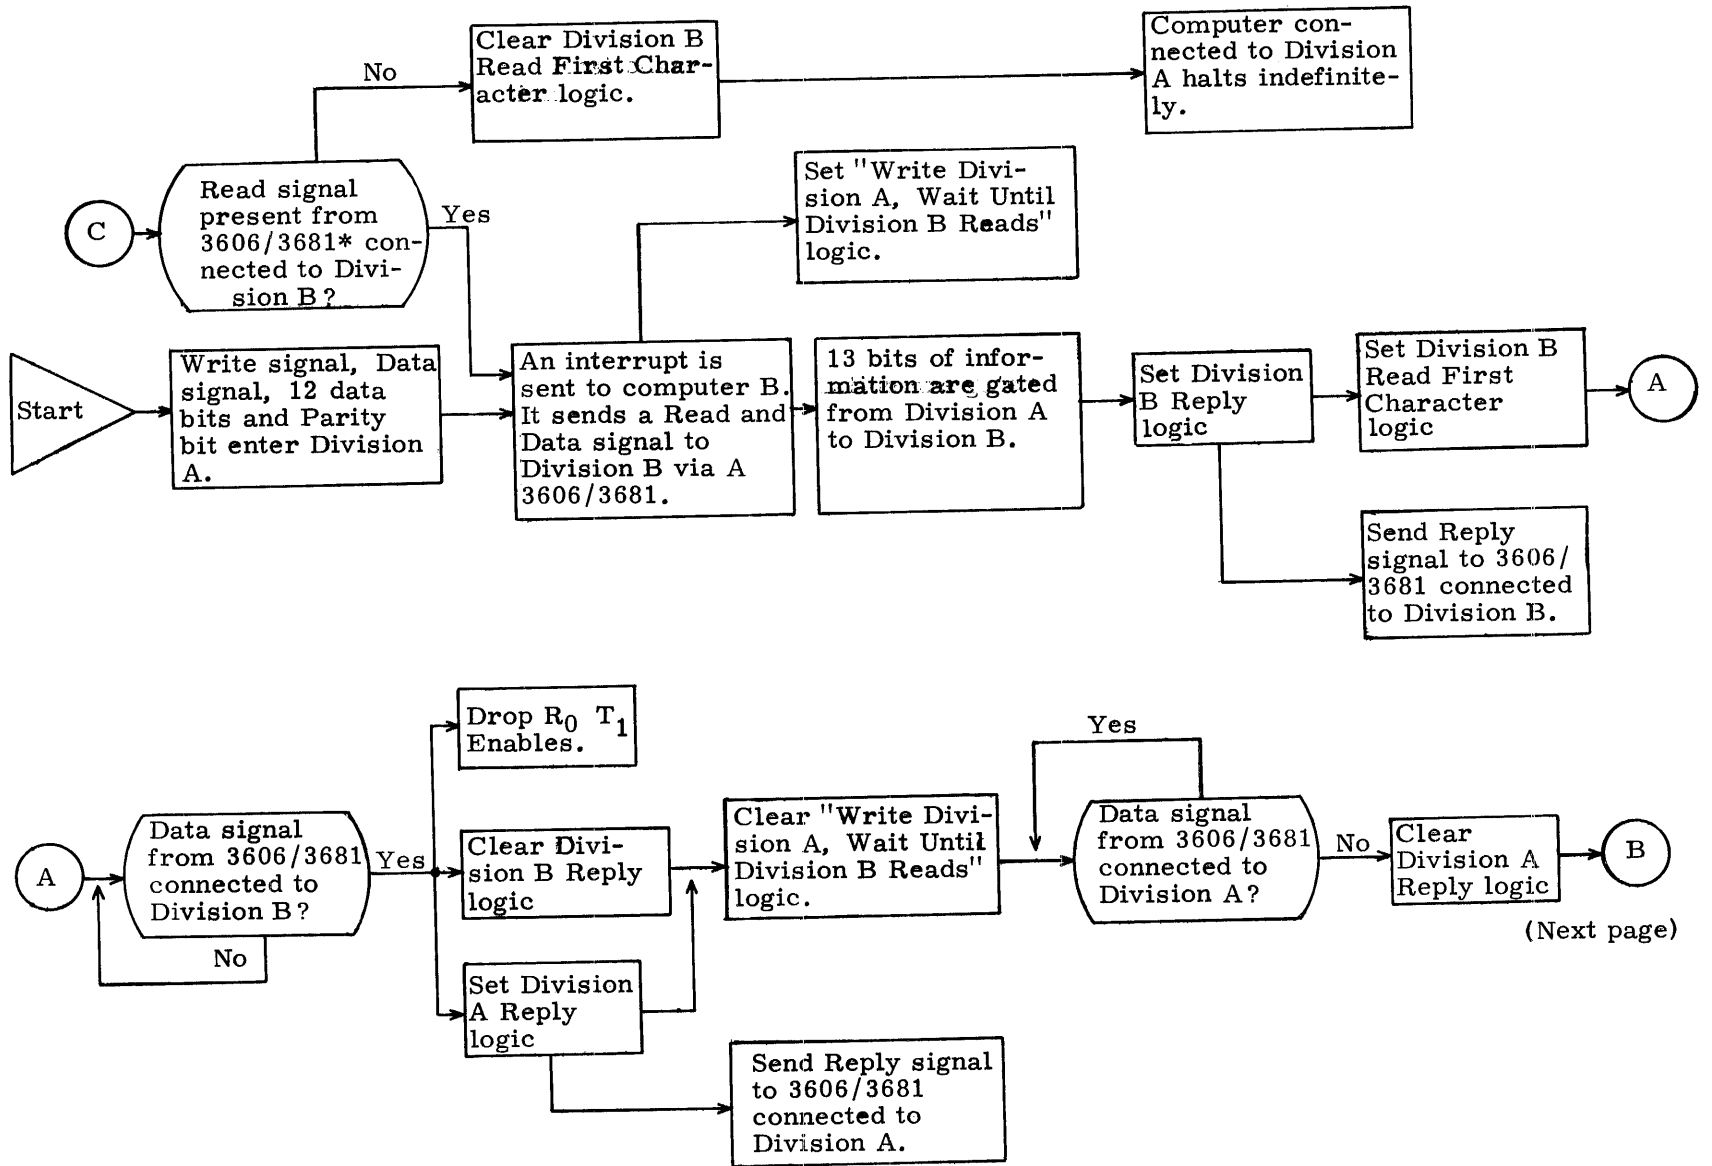 Clear Division B
Read First Char-
acter logic.
Computer con-
nected to Division
A halts indefinite-
ly.
No
Set "Write Divi-
sion A, Wait Until
Division B Reads"
logic.
C
Read signal
present from
3606/3681* con-
nected to Divi-
sion B?
Yes
Start
Write signal, Data
signal, 12 data
bits and Parity
bit enter Division
A.
An interrupt is
sent to computer B.
It sends a Read and
Data signal to
Division B via A
3606/3681.
13 bits of infor-
mation are gated
from Division A
to Division B.
Set Division
B Reply
logic
Set Division B
Read First
Character
logic
A
Send Reply
signal to 3606/
3681 connected
to Division B.
Drop R0 T1
Enables.
A
Data signal
from 3606/3681
connected to
Division B?
Yes
No
Clear Divi-
sion B Reply
logic
Set Division
A Reply
logic
Clear "Write Divi-
sion A, Wait Until
Division B Reads"
logic.
Send Reply signal
to 3606/3681
connected to
Division A.
Yes
Data signal
from 3606/3681
connected to
Division A?
No
Clear
Division A
Reply logic
B
(Next page)